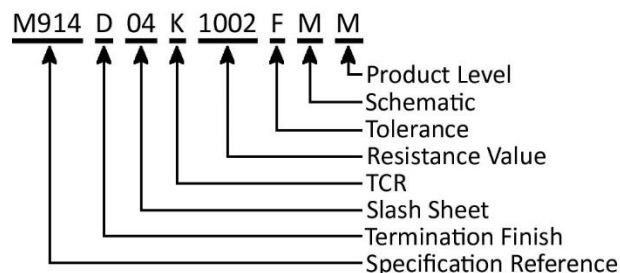 M914 D 04 K 1002 F M M
Product Level
Schematic
Tolerance
Resistance Value
TCR
Slash Sheet
Termination Finish
Specification Reference